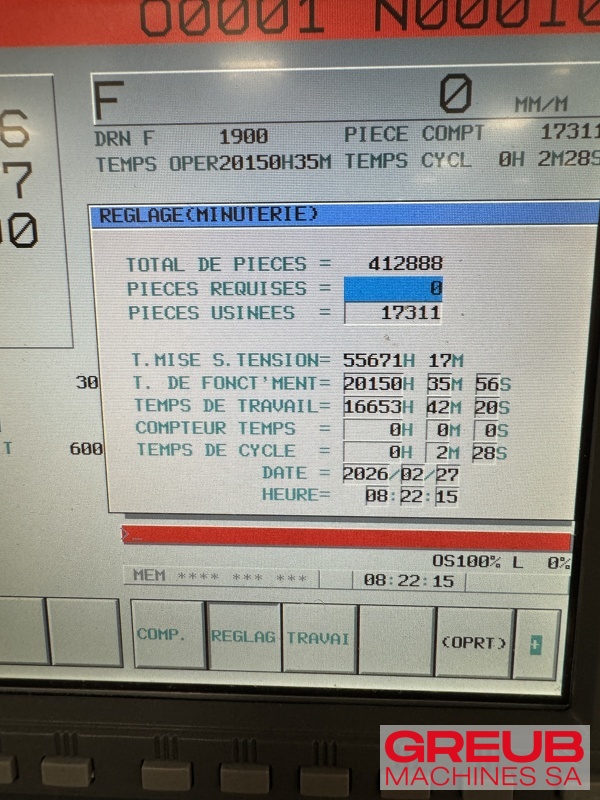 O0001 N00010
F 0 MM/M
6
7
00
DRN F 1900 PIECE COMPT 17311
TEMPS OPER20150H35M TEMPS CYCL 0H 2M28S
REGLAGE(MINUTERIE)
TOTAL DE PIECES = 412888
PIECES REQUISES = 0
PIECES USINEES = 17311
T.MISE S.TENSION= 55671H 17M
30
T. DE FONCT'MENT= 20150H 35M 56S
TEMPS DE TRAVAIL= 16653H 42M 20S
COMPTEUR TEMPS = 0H 0M 0S
T 600
TEMPS DE CYCLE = 0H 2M 28S
DATE = 2026/02/27
HEURE= 08:22:15
>_
OS100% L 0%
MEM **** *** *** 08:22:15
COMP. REGLAG TRAVAI (OPRT) +
GREUB
MACHINES SA